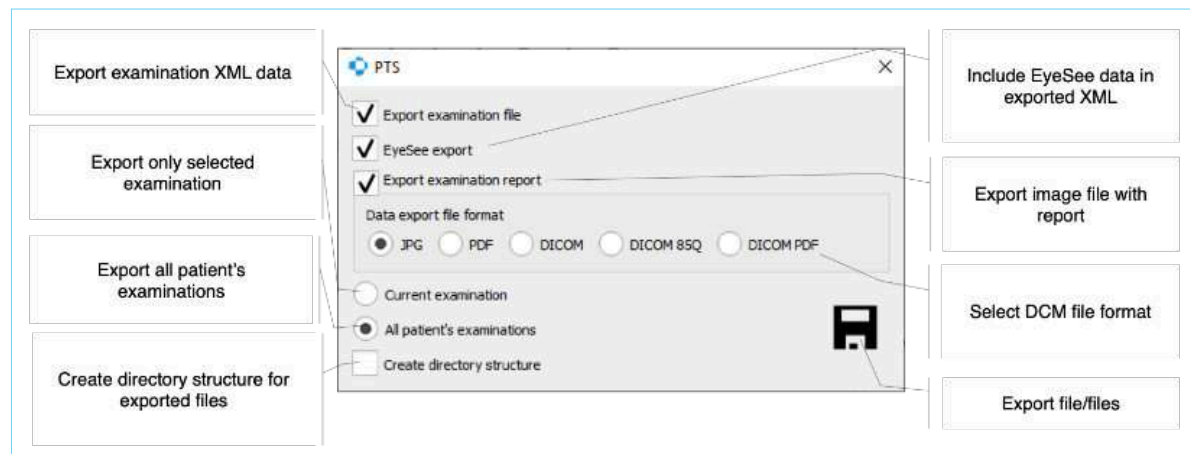 Export examination XML data
Export only selected
examination
Export all patient's
examinations
Create directory structure for
exported files
PTS
Export examination file
EyeSee export
Export examination report
Data export file format
JPG PDF DICOM DICOM 85Q DICOM PDF
Current examination
All patient's examinations
Create directory structure
Include EyeSee data in
exported XML
Export image file with
report
Select DCM file format
Export file/files